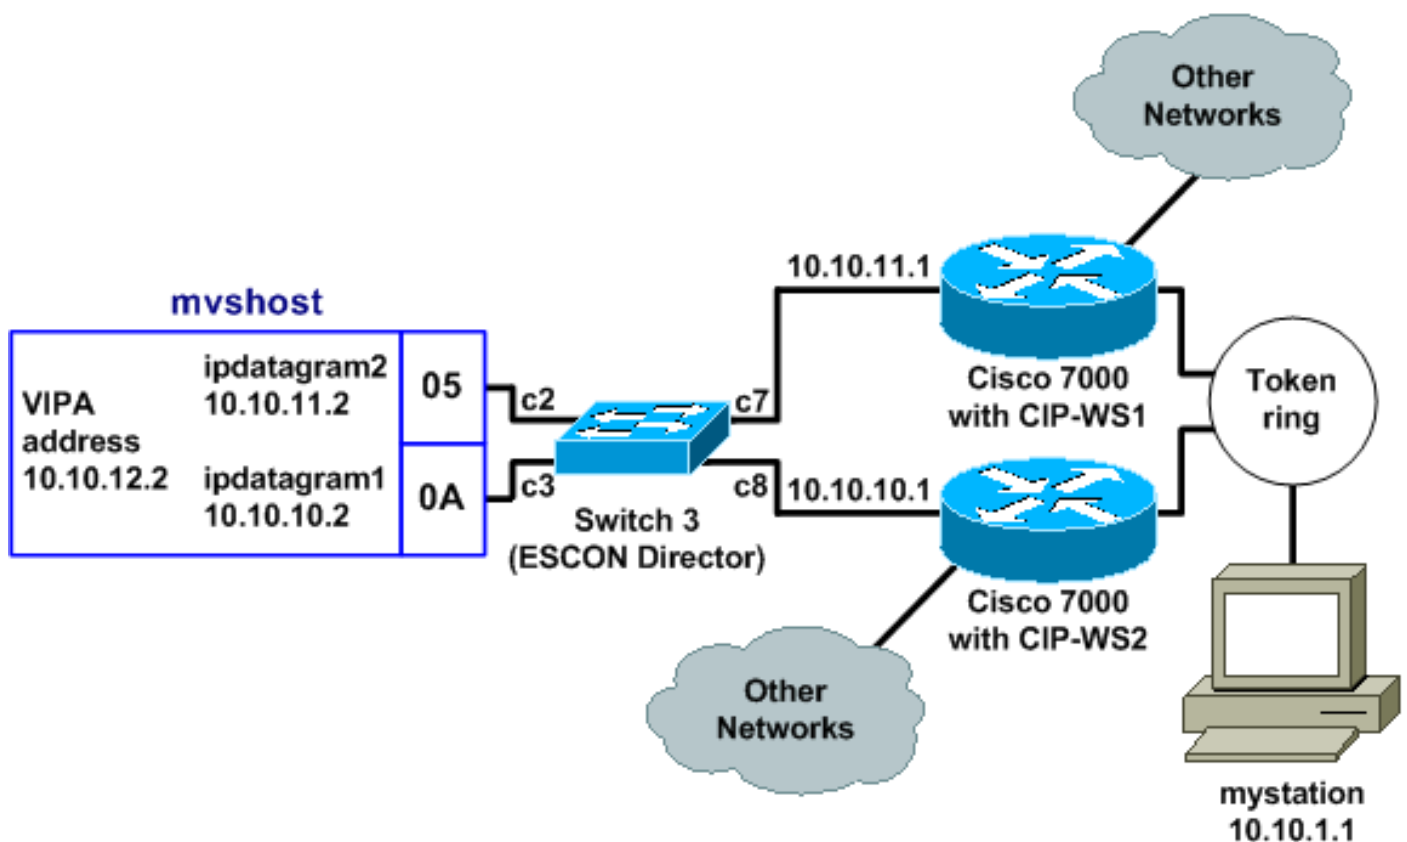 Other
Networks
10.10.11.1
mvshost
ipdatagram2
10.10.11.2
05
VIPA
address
10.10.12.2
ipdatagram1
10.10.10.2
0A
c2
c7
c3
c8
Switch 3
(ESCON Director)
Cisco 7000
with CIP-WS1
Token
ring
10.10.10.1
Cisco 7000
with CIP-WS2
Other
Networks
mystation
10.10.1.1